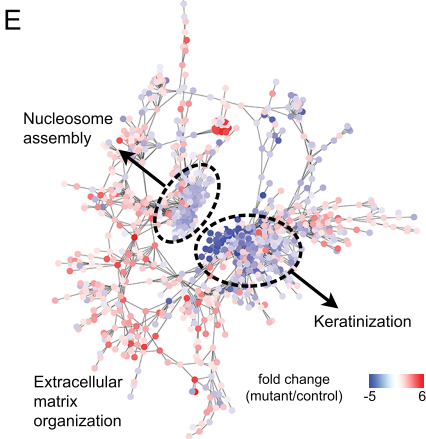 E
Nucleosome
assembly
Keratinization
Extracellular
matrix
organization
fold change
(mutant/control)
-5
6